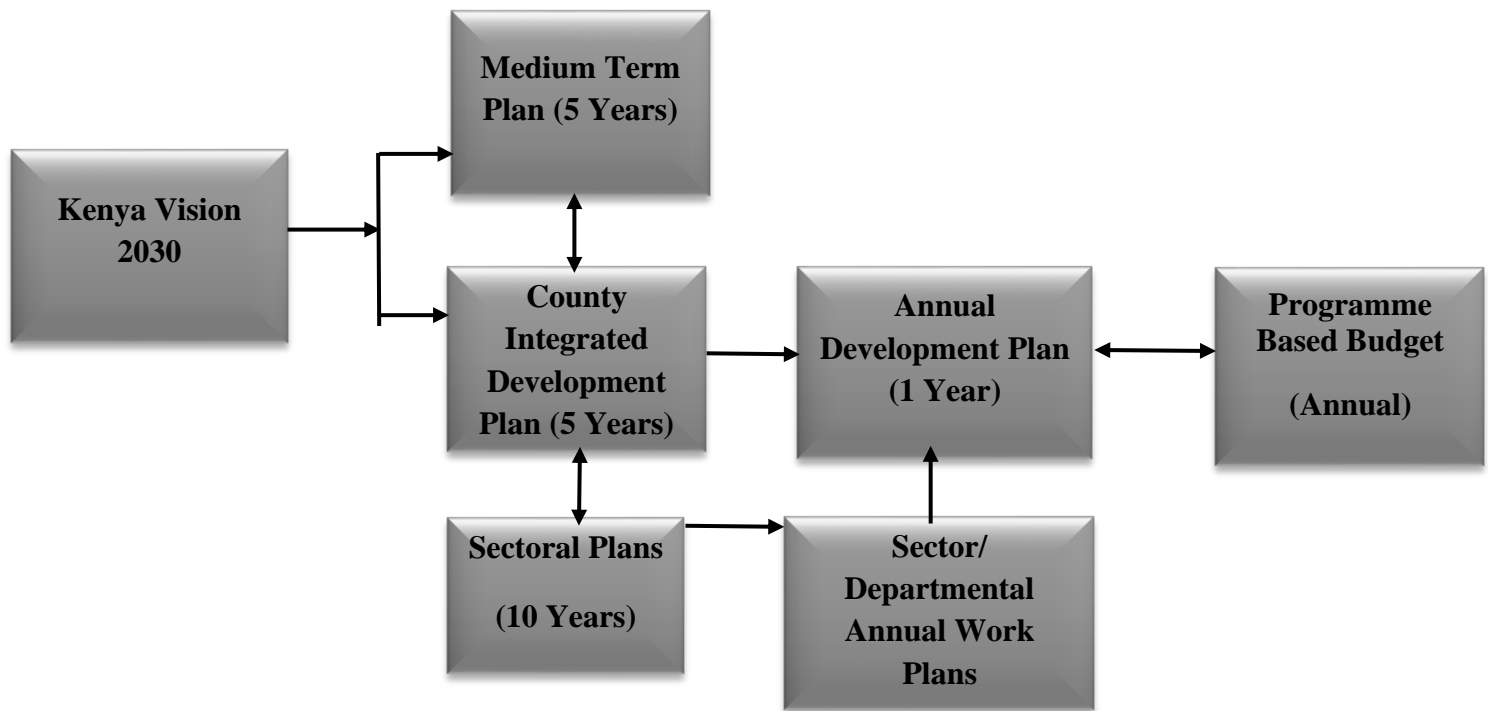 Medium Term
Plan (5 Years)
Kenya Vision
2030
County
Integrated
Development
Plan (5 Years)
Annual
Development Plan
(1 Year)
Programme
Based Budget
(Annual)
Sectoral Plans
(10 Years)
Sector/
Departmental
Annual Work
Plans